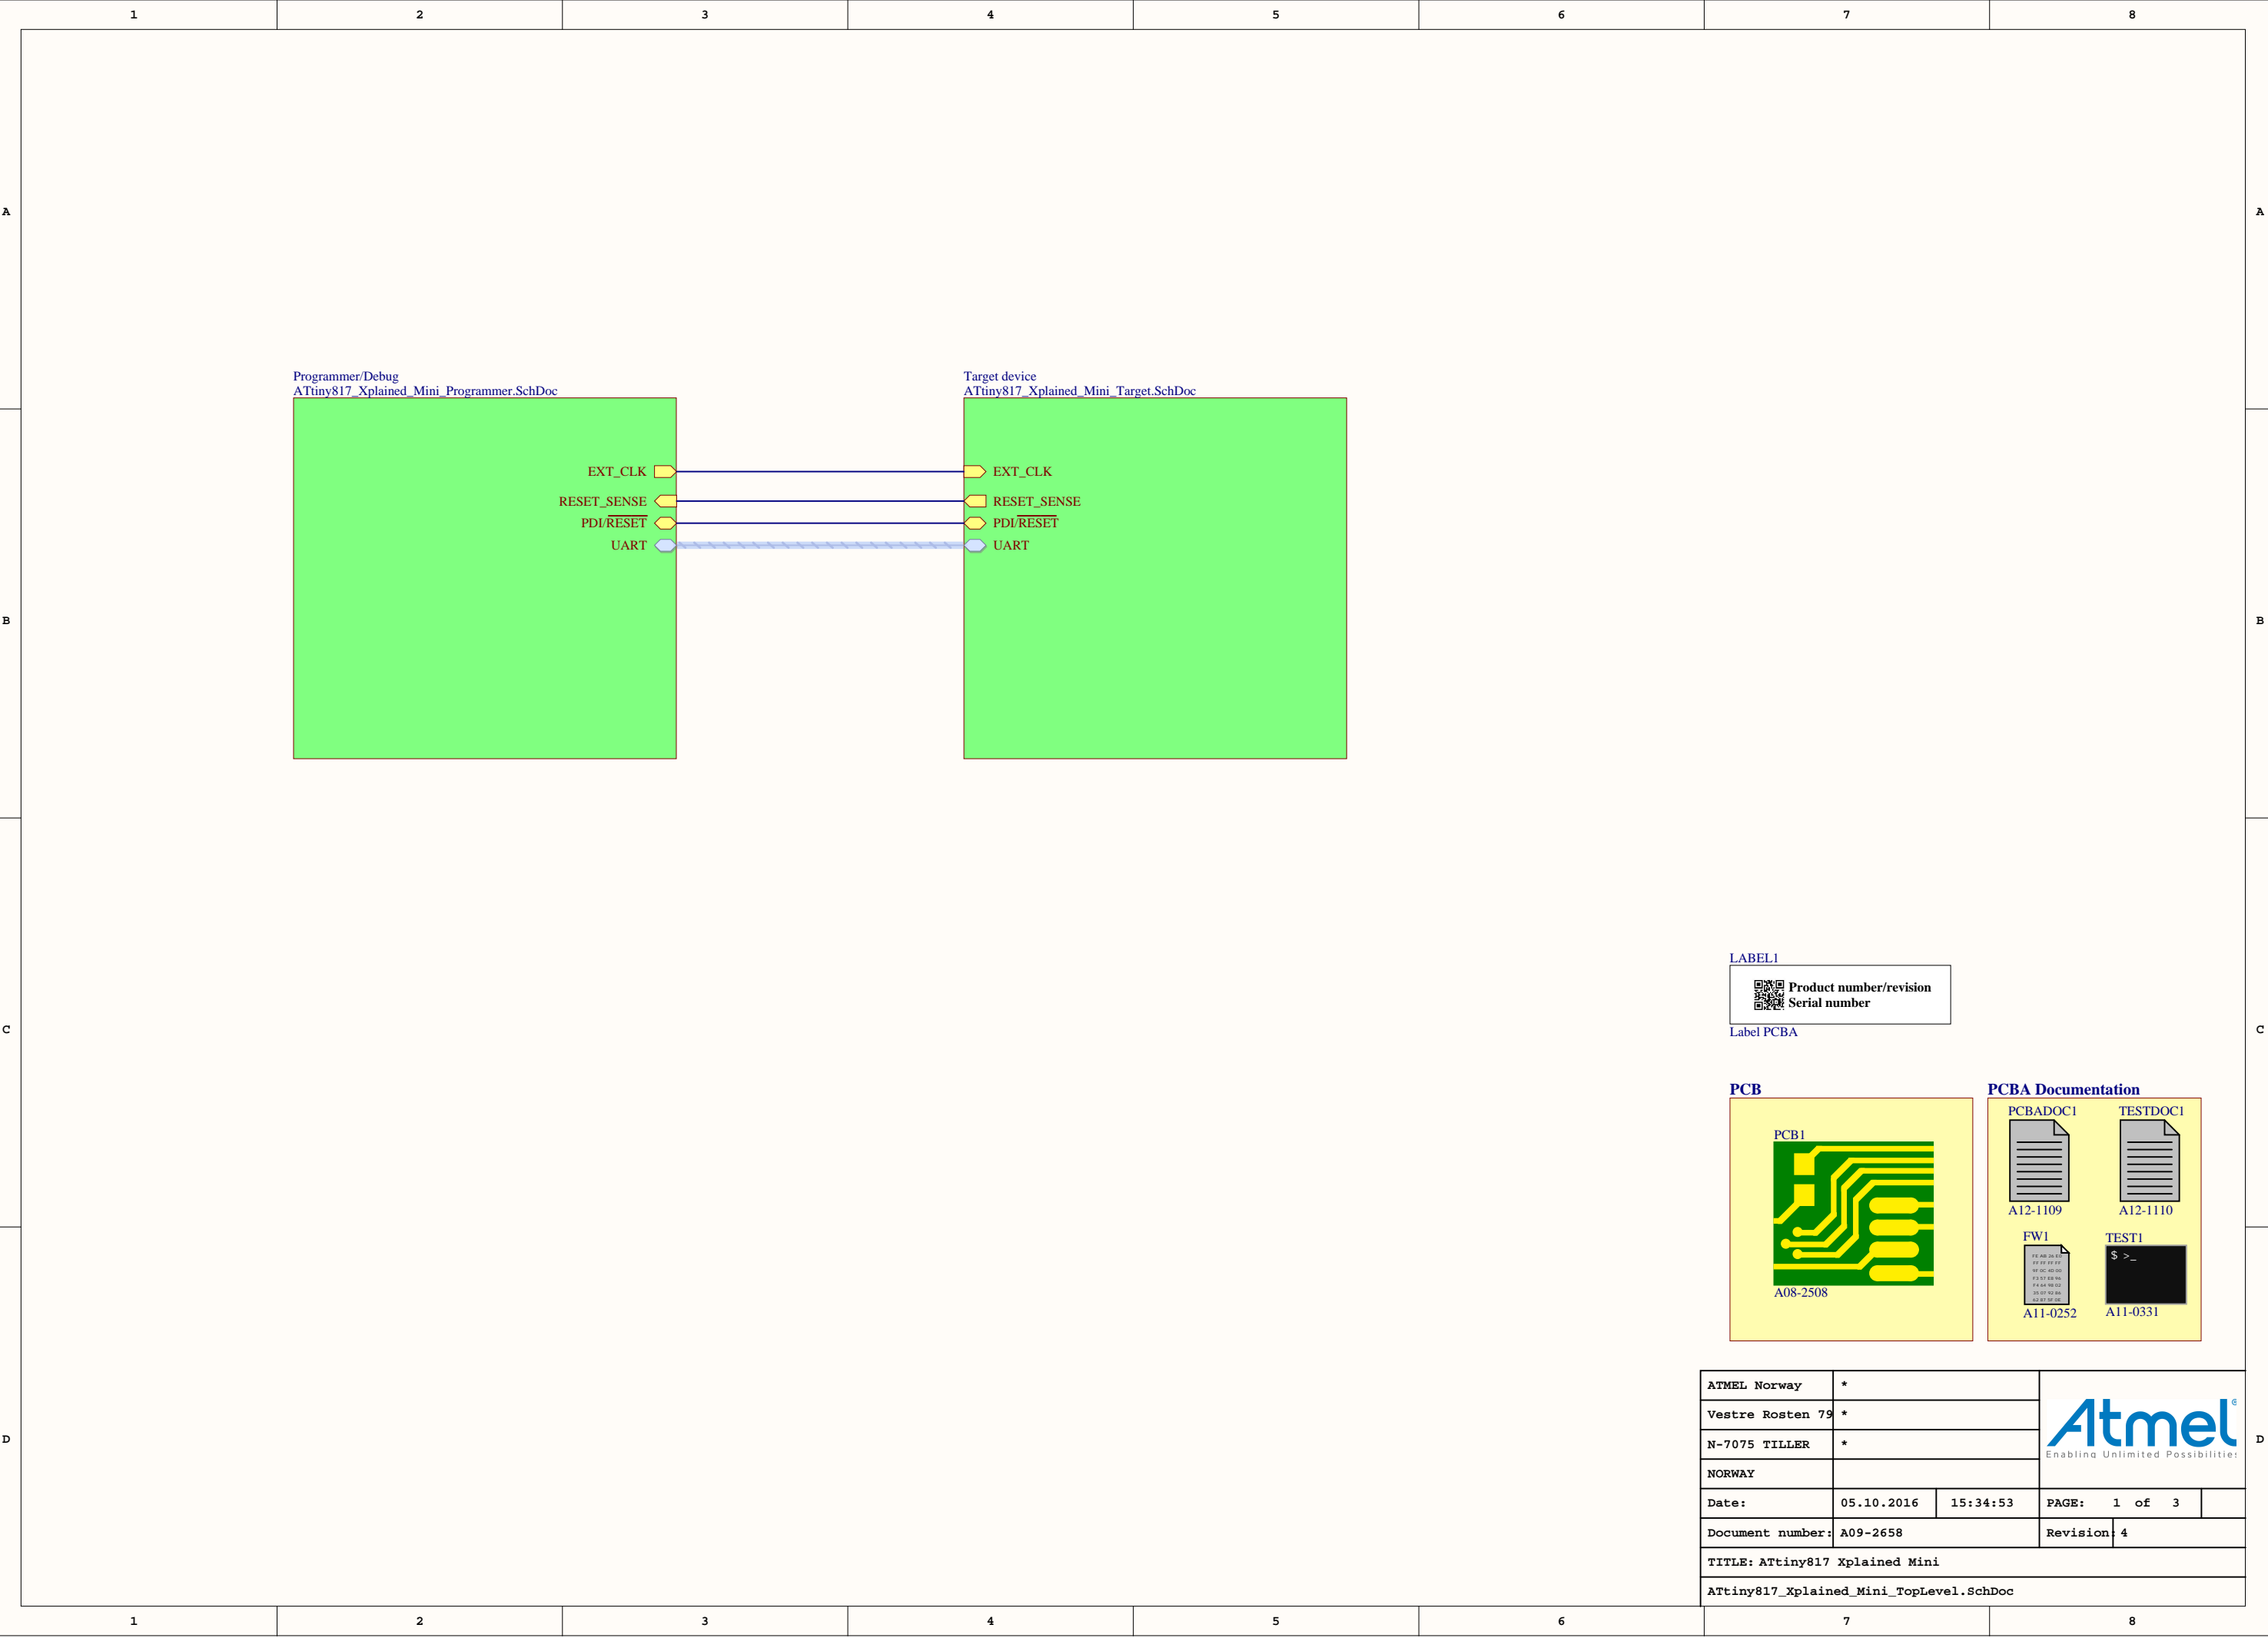 1 2 3 4 5 6 7 8
A A
Programmer/Debug
ATtiny817_Xplained_Mini_Programmer.SchDoc
Target device
ATtiny817_Xplained_Mini_Target.SchDoc
EXT_CLK EXT_CLK
RESET_SENSE RESET_SENSE
PDI/RESET PDI/RESET
UART UART
B B
LABEL1
Product number/revision
Serial number
Label PCBA
C C
PCB
PCB1
A08-2508
PCBA Documentation
PCBADOC1 TESTDOC1
A12-1109 A12-1110
FW1 TEST1
$ >_
A11-0252 A11-0331
D D
ATMEL Norway *
Vestre Rosten 79 *
N-7075 TILLER *
NORWAY
Atmel®
Enabling Unlimited Possibilities
Date: 05.10.2016 15:34:53 PAGE: 1 of 3
Document number: A09-2658 Revision: 4
TITLE: ATtiny817 Xplained Mini
ATtiny817_Xplained_Mini_TopLevel.SchDoc
1 2 3 4 5 6 7 8